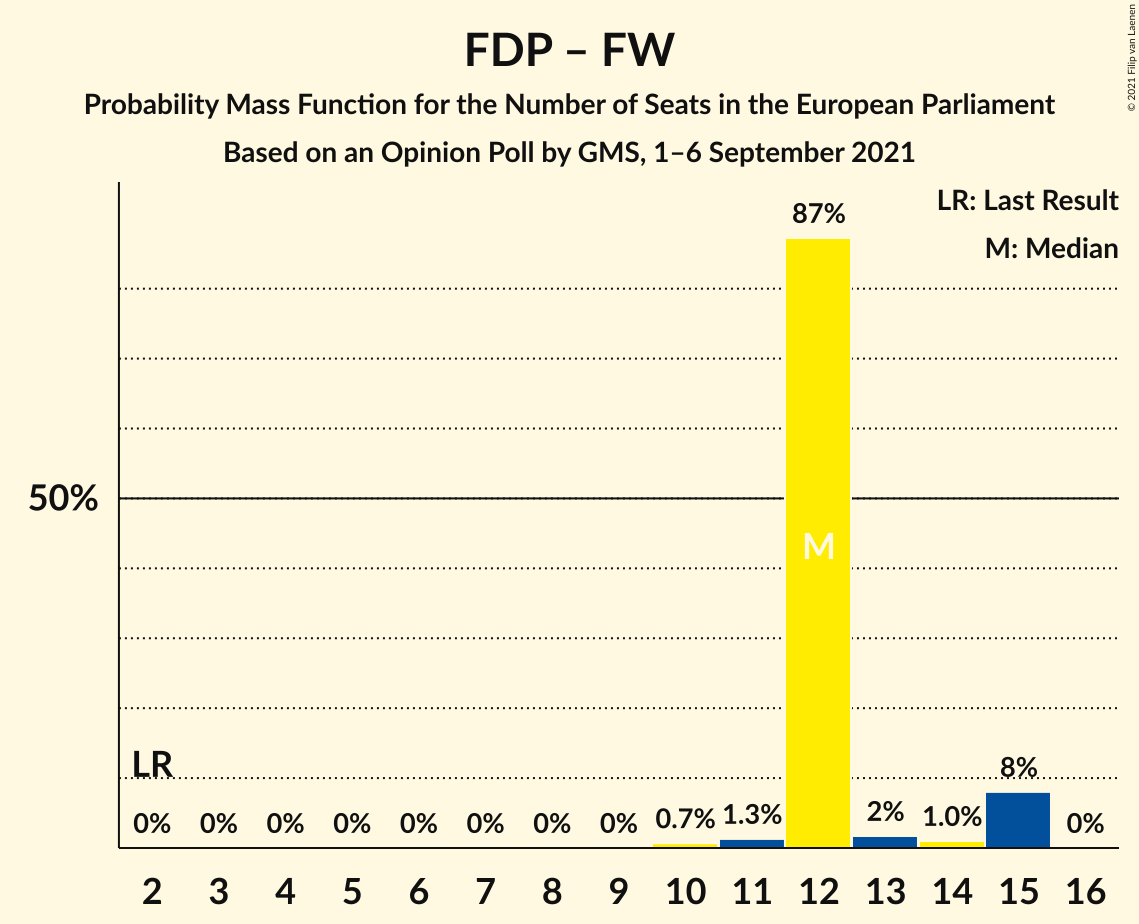 FDP – FW
Probability Mass Function for the Number of Seats in the European Parliament
Based on an Opinion Poll by GMS, 1–6 September 2021
© 2021 Filip van Laenen
LR: Last Result
M: Median
87%
50%
M
LR
8%
0% 0% 0% 0% 0% 0% 0% 0% 0.7% 1.3% 2% 1.0% 0%
2 3 4 5 6 7 8 9 10 11 12 13 14 15 16